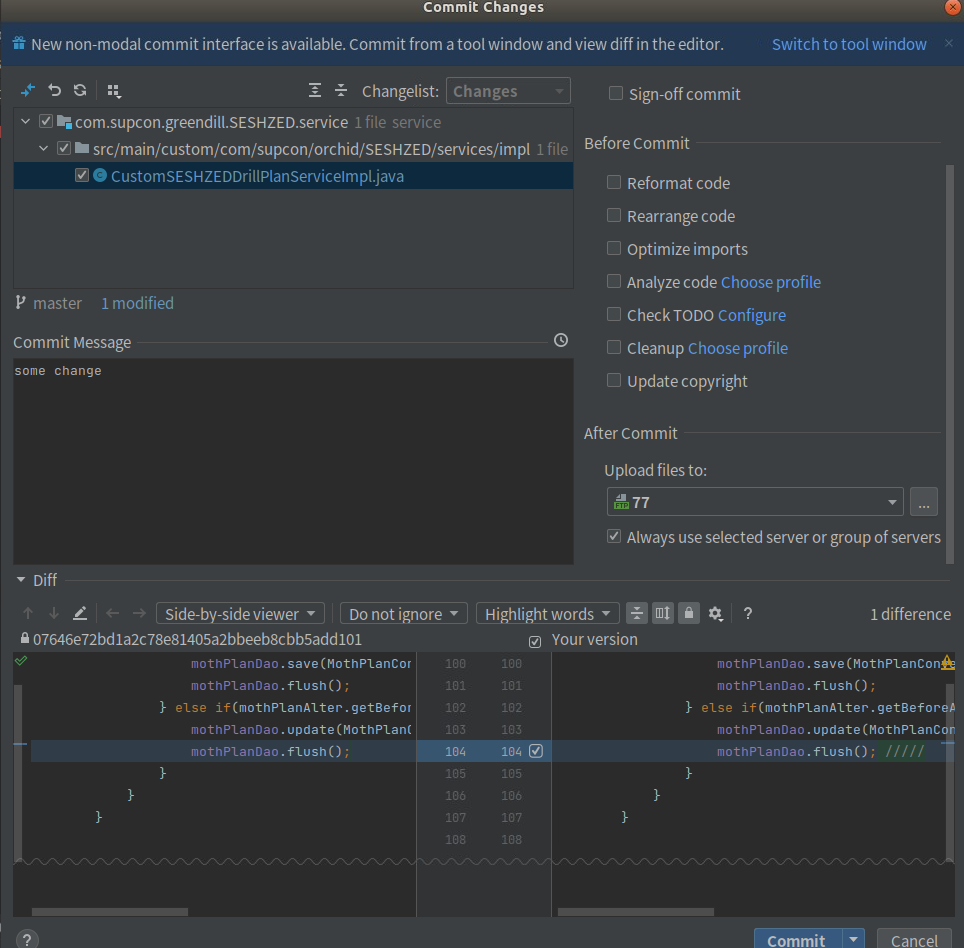 Commit Changes
New non-modal commit interface is available. Commit from a tool window and view diff in the editor. Switch to tool window
Changelist: Changes
com.supcon.greendill.SESHZED.service 1 file service
src/main/custom/com/supcon/orchid/SESHZED/services/impl 1 file
CustomSESHZEDDrillPlanServiceImpl.java
master 1 modified
Commit Message
some change
Sign-off commit
Before Commit
Reformat code
Rearrange code
Optimize imports
Analyze code Choose profile
Check TODO Configure
Cleanup Choose profile
Update copyright
After Commit
Upload files to:
FTP 77
...
Always use selected server or group of servers
Diff
Side-by-side viewer Do not ignore Highlight words ? 1 difference
07646e72bd1a2c78e81405a2bbeeb8cbb5add101 Your version
mothPlanDao.save(MothPlanCon 100 100 mothPlanDao.save(MothPlanConve
mothPlanDao.flush(); 101 101 mothPlanDao.flush();
} else if(mothPlanAlter.getBefor 102 102 } else if(mothPlanAlter.getBeforeA
mothPlanDao.update(MothPlanC 103 103 mothPlanDao.update(MothPlanCon
mothPlanDao.flush(); 104 104 mothPlanDao.flush(); /////
} 105 105 }
} 106 106 }
} 107 107 }
108 108
? Commit Cancel